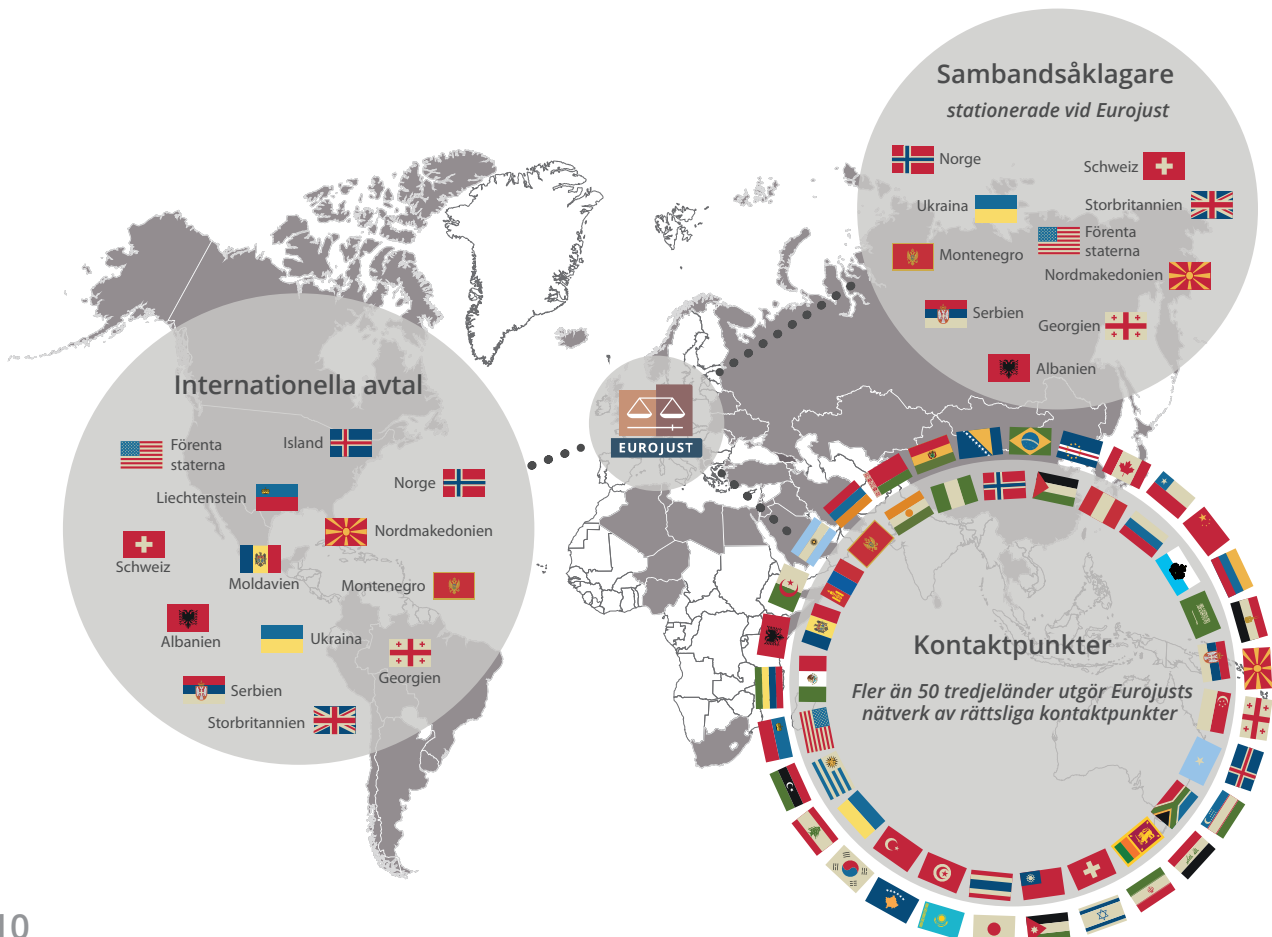 Sambandsåklagare
stationerade vid Eurojust
Norge
Schweiz
Ukraina
Storbritannien
Förenta
staterna
Montenegro
Nordmakedonien
Serbien
Georgien
Albanien
Internationella avtal
Förenta
staterna
Island
Norge
Liechtenstein
Nordmakedonien
Schweiz
Moldavien
Montenegro
Albanien
Ukraina
Georgien
Serbien
Storbritannien
EUROJUST
Kontaktpunkter
Fler än 50 tredjeländer utgör Eurojusts
nätverk av rättsliga kontaktpunkter
10